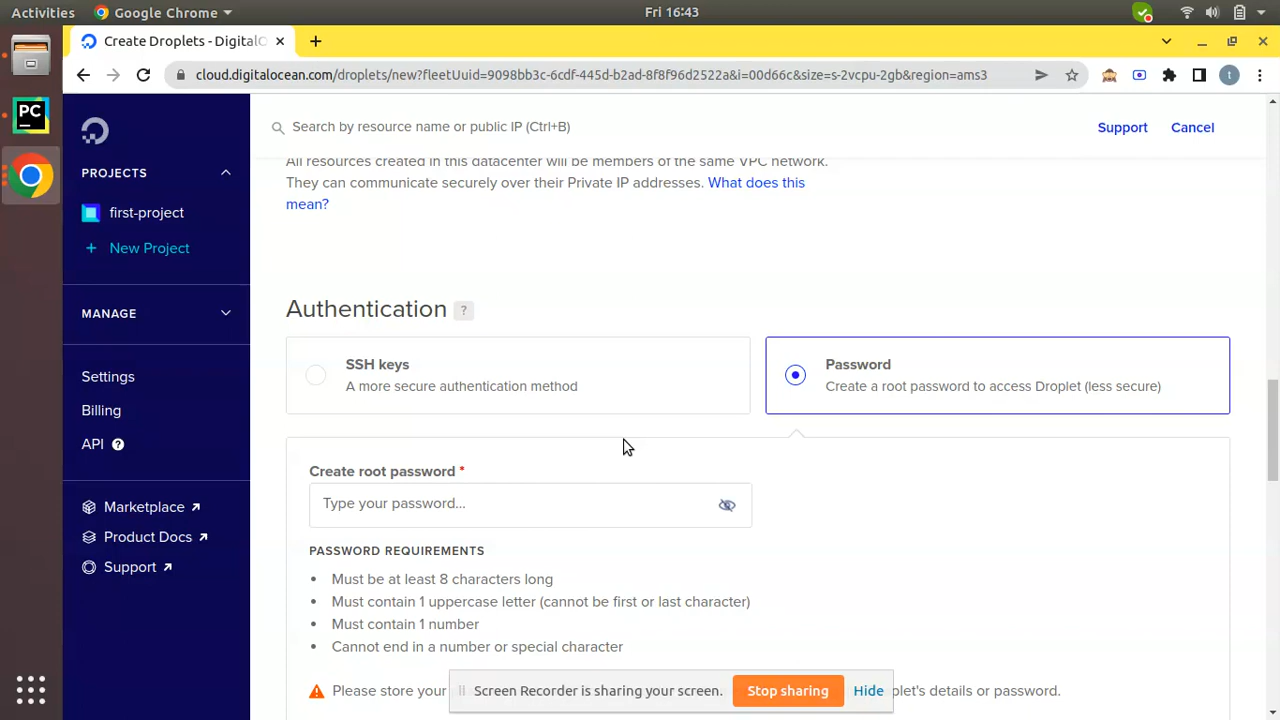 Activities
Google Chrome
Fri 16:43
Create Droplets - DigitalO
cloud.digitalocean.com/droplets/new?fleetUuid=9098bb3c-6cdf-445d-b2ad-8f8f96d2522a&i=00d66c&size=s-2vcpu-2gb&region=ams3
t
PC
Search by resource name or public IP (Ctrl+B)
Support
Cancel
PROJECTS
first-project
+ New Project
MANAGE
Settings
Billing
API ?
Marketplace
Product Docs
Support
All resources created in this datacenter will be members of the same VPC network.
They can communicate securely over their Private IP addresses. What does this
mean?
Authentication ?
SSH keys
A more secure authentication method
Password
Create a root password to access Droplet (less secure)
Create root password *
Type your password...
PASSWORD REQUIREMENTS
• Must be at least 8 characters long
• Must contain 1 uppercase letter (cannot be first or last character)
• Must contain 1 number
• Cannot end in a number or special character
Please store your
plet's details or password.
Screen Recorder is sharing your screen.
Stop sharing
Hide